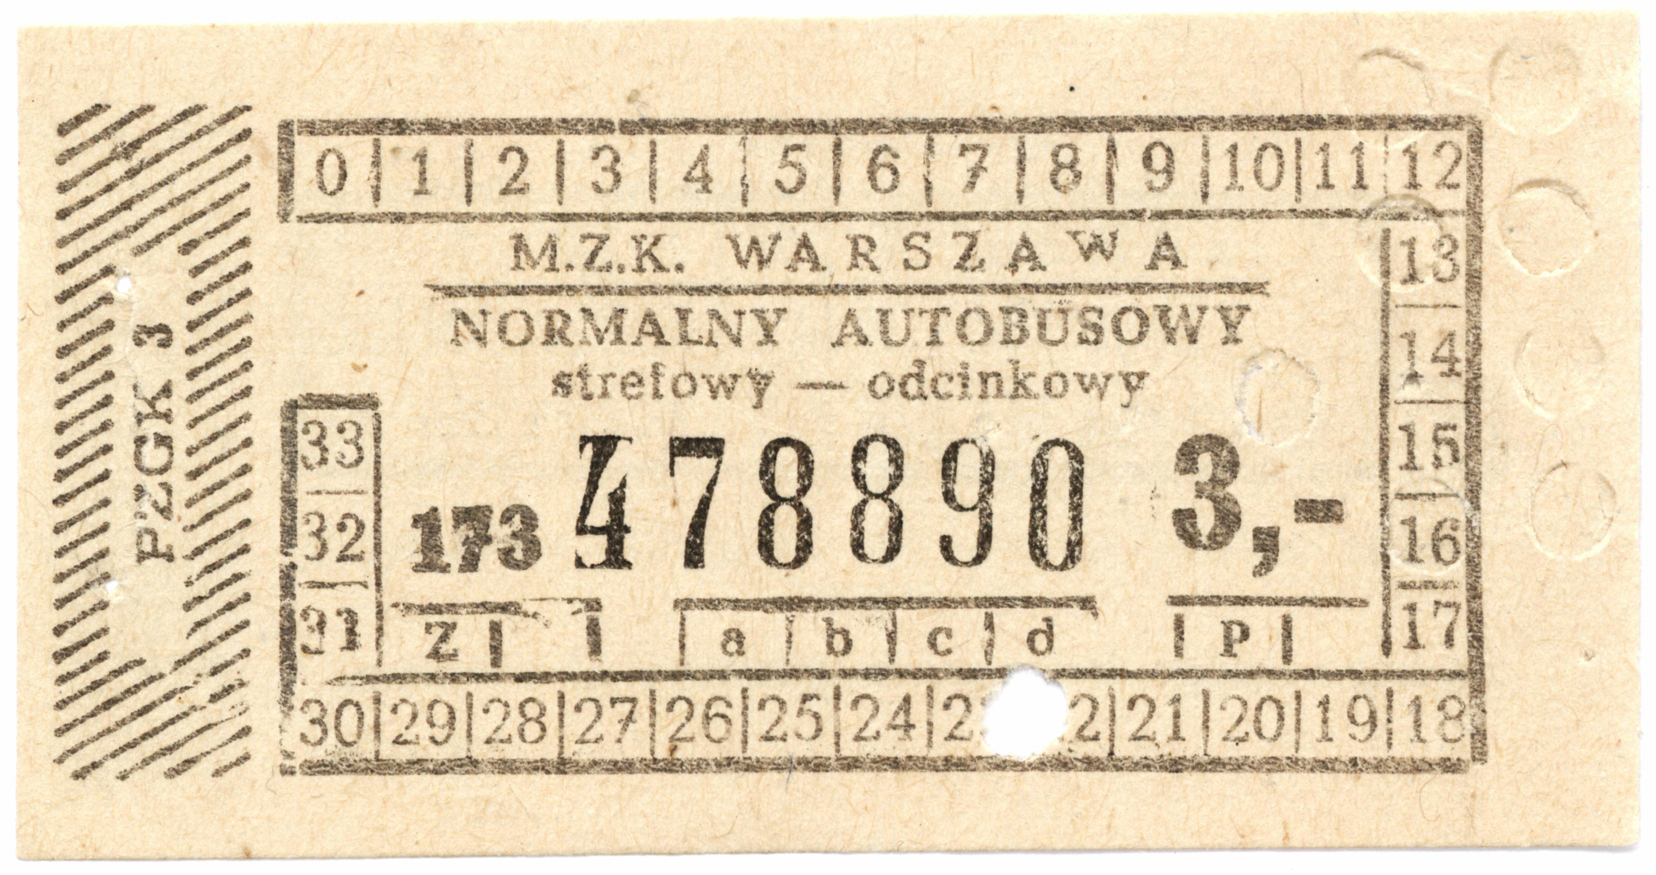 PZGK 3
0 1 2 3 4 5 6 7 8 9 10 11 12
M.Z.K. WARSZAWA
NORMALNY AUTOBUSOWY
strefowy — odcinkowy
173 478890 3,-
13
14
15
16
17
33
32
31
Z a b c d P
30 29 28 27 26 25 24 21 20 19 18